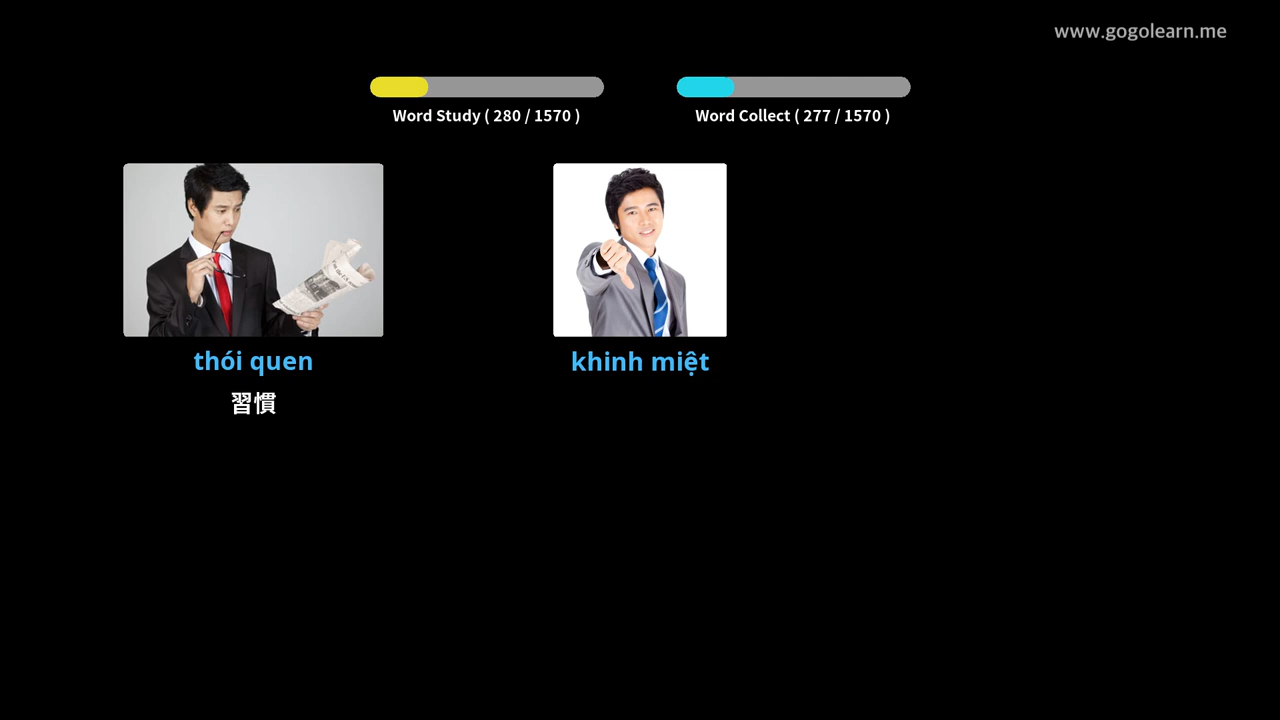 www.gogolearn.me
Word Study ( 280 / 1570 )
Word Collect ( 277 / 1570 )
thói quen
習慣
khinh miệt